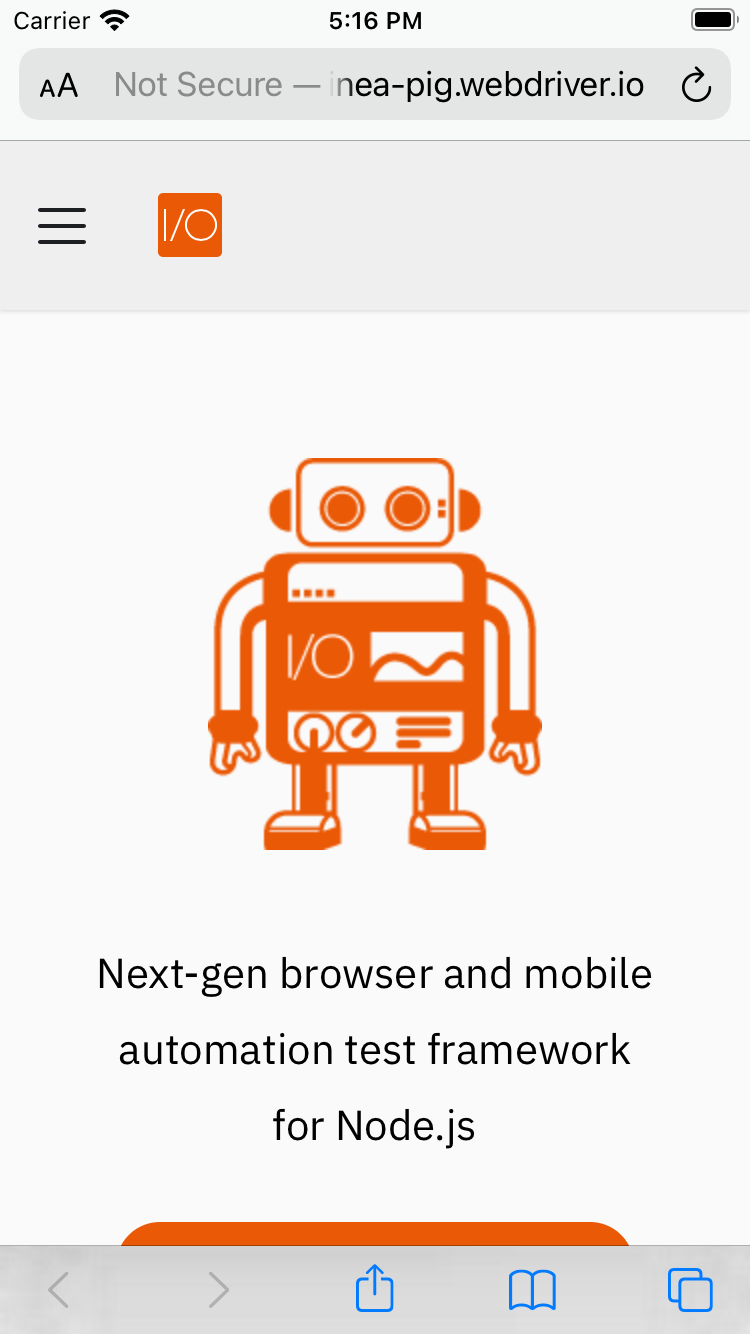 Carrier 5:16 PM
AA Not Secure — inea-pig.webdriver.io
I/O
I/O
Next-gen browser and mobile
automation test framework
for Node.js